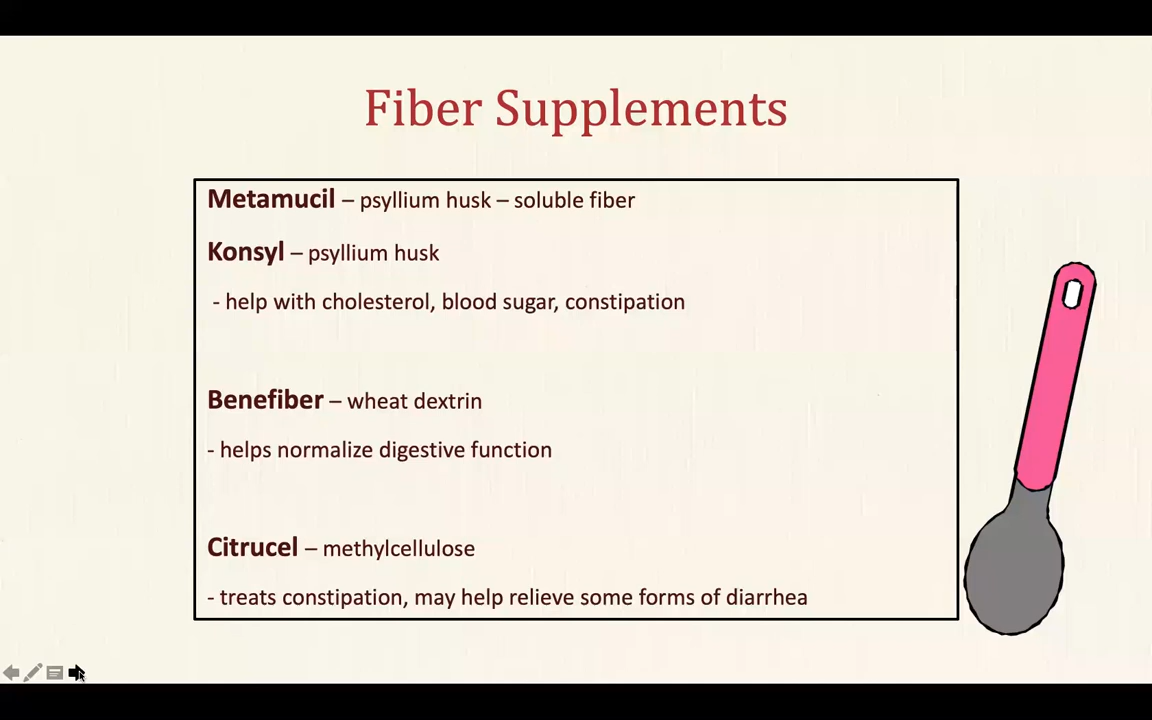 Fiber Supplements
Metamucil – psyllium husk – soluble fiber
Konsyl – psyllium husk
- help with cholesterol, blood sugar, constipation
Benefiber – wheat dextrin
- helps normalize digestive function
Citrucel – methylcellulose
- treats constipation, may help relieve some forms of diarrhea